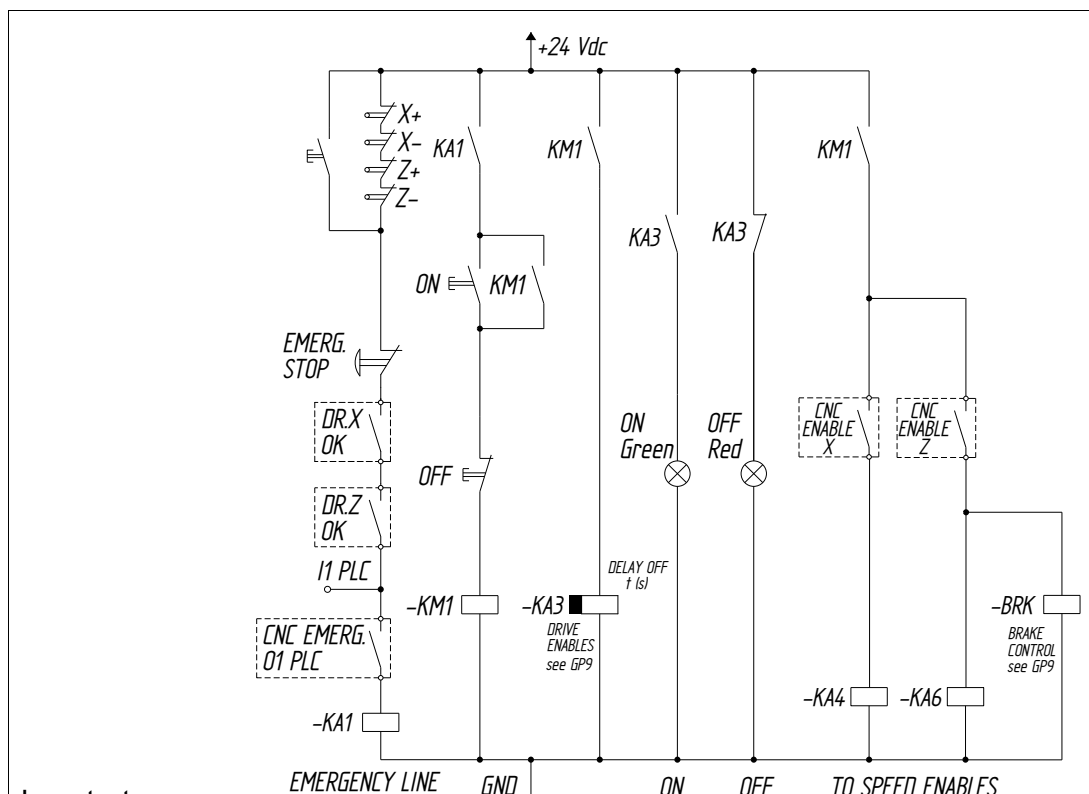 +24 Vdc
X+
X-
Z+
Z-
KA1
KM1
KM1
KA3
KA3
ON
KM1
EMERG.
STOP
DR.X
OK
ON
Green
OFF
Red
CNC
ENABLE
X
CNC
ENABLE
Z
OFF
DR.Z
OK
I1 PLC
DELAY OFF
t (s)
-KM1
-KA3
DRIVE
ENABLES
see GP9
-BRK
BRAKE
CONTROL
see GP9
CNC EMERG.
O1 PLC
-KA4
-KA6
-KA1
EMERGENCY LINE
GND
ON
OFF
TO SPEED ENABLES